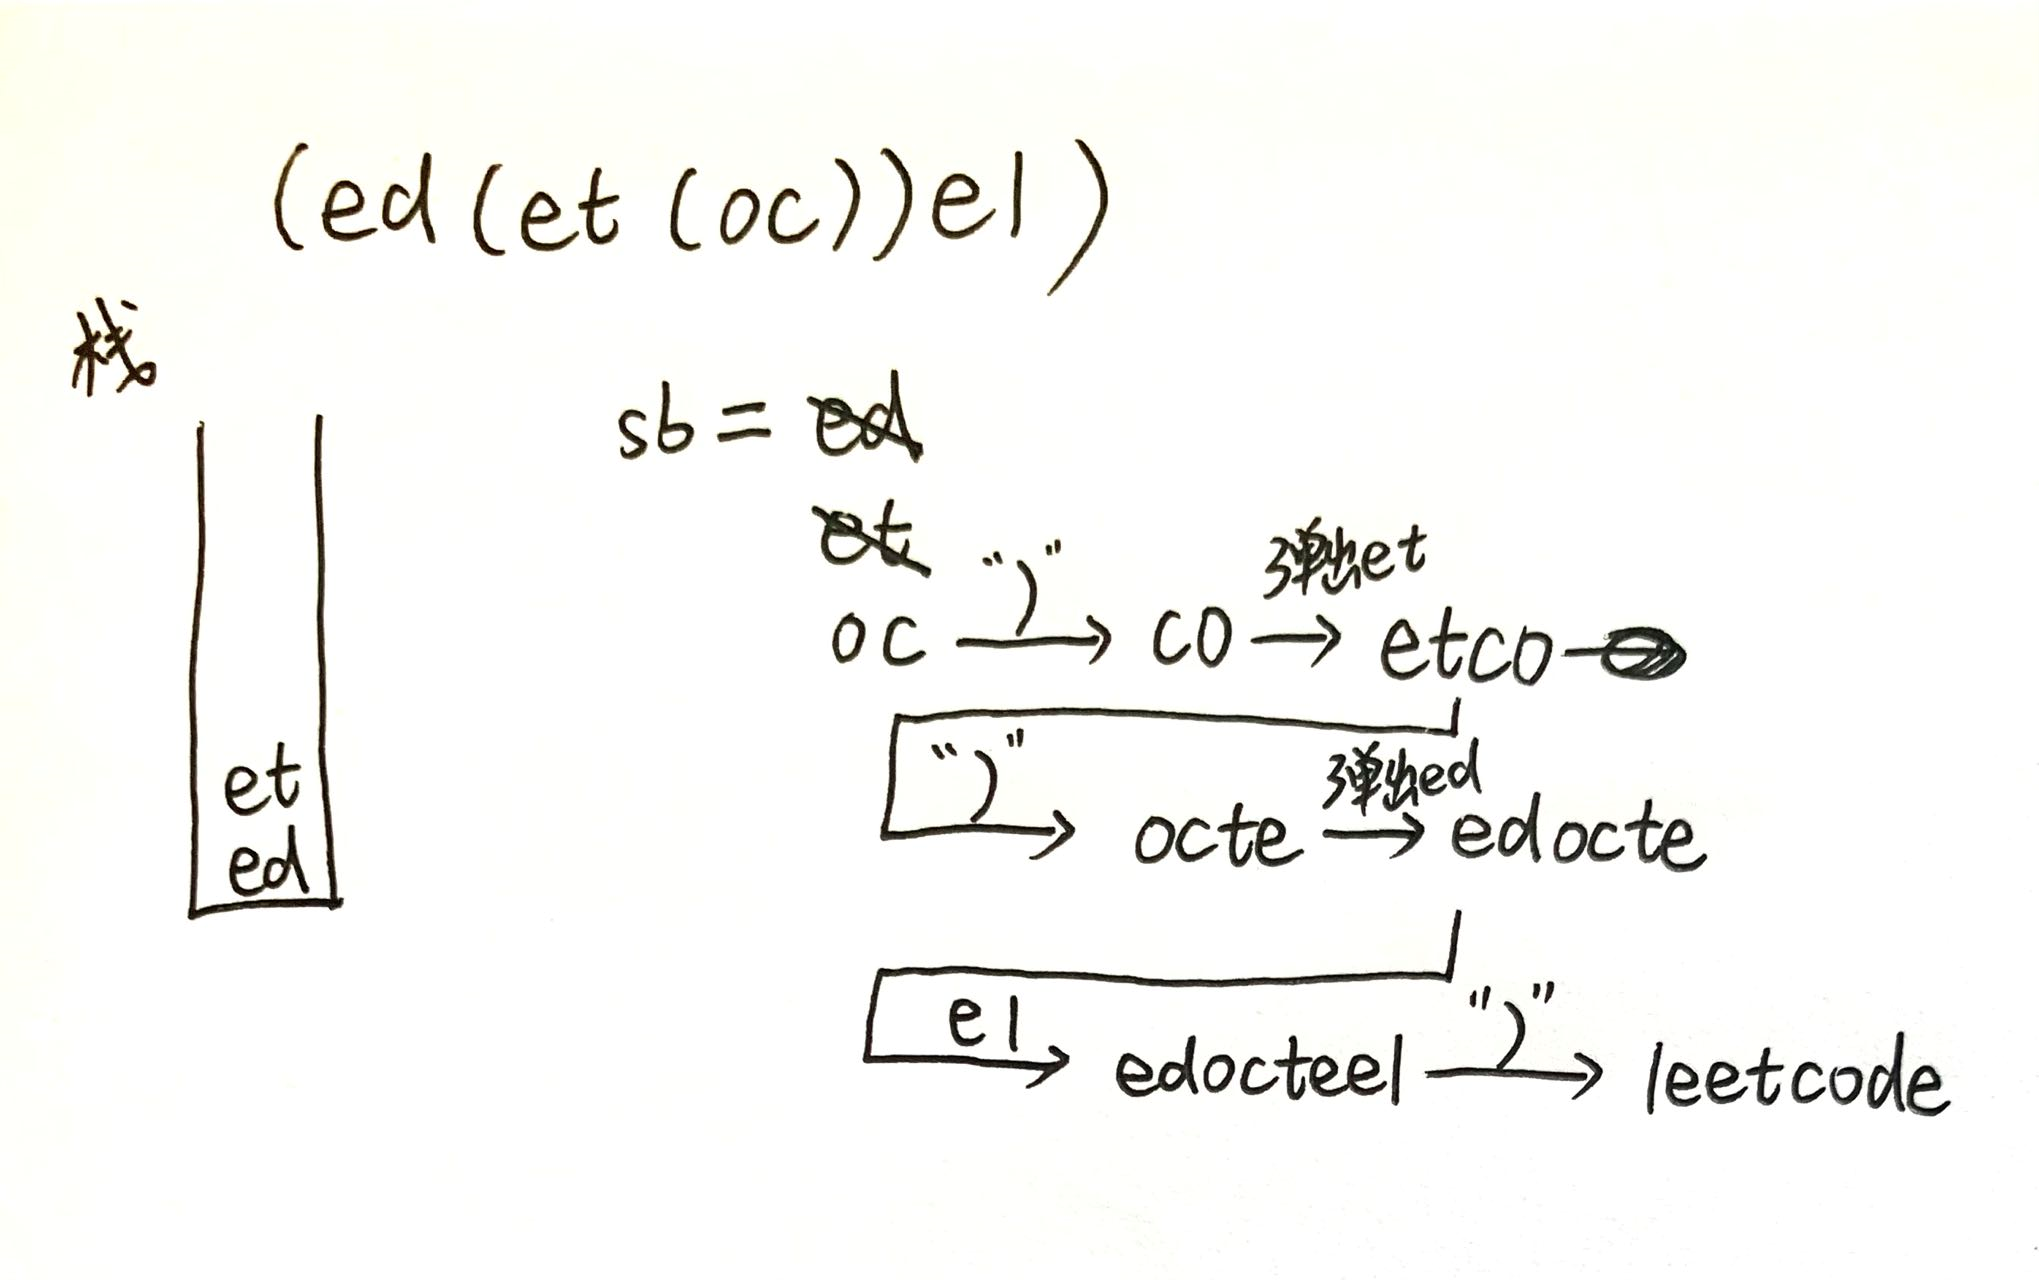 (ed(et(oc))el)
栈
sb = ed
et
")" 弹出et
oc → co → etco
")" 弹出ed
octe → edocte
et
ed
el ")"
edocteel → leetcode